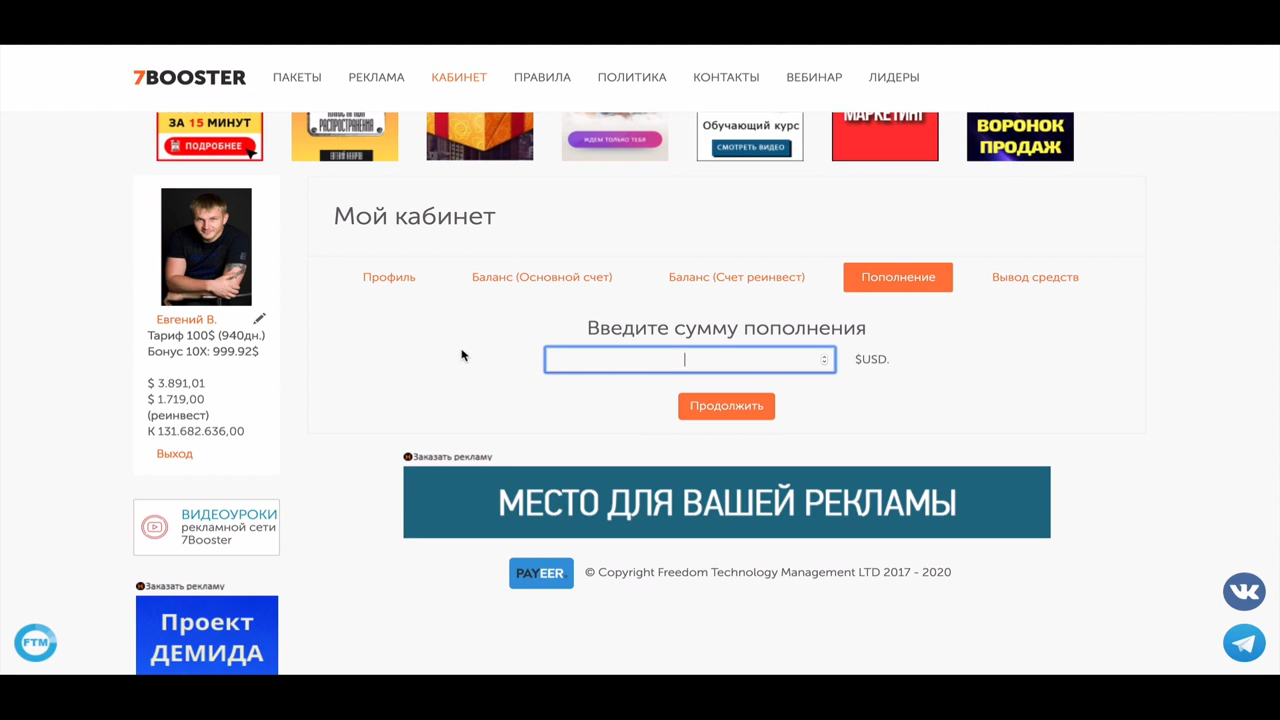 7BOOSTER
ПАКЕТЫ
РЕКЛАМА
КАБИНЕТ
ПРАВИЛА
ПОЛИТИКА
КОНТАКТЫ
ВЕБИНАР
ЛИДЕРЫ
ЗА 15 МИНУТ
ПОДРОБНЕЕ
РАСПРОСТРАНЕНИЯ
ЖДЕМ ТОЛЬКО ТЕБЯ
Обучающий курс
СМОТРЕТЬ ВИДЕО
МАРКЕТИНГ
ВОРОНОК
ПРОДАЖ
Мой кабинет
Профиль
Баланс (Основной счет)
Баланс (Счет реинвест)
Пополнение
Вывод средств
Евгений В.
Тариф 100$ (940дн.)
Бонус 10X: 999.92$
$ 3.891,01
$ 1.719,00
(реинвест)
К 131.682.636,00
Выход
Введите сумму пополнения
$USD.
Продолжить
Заказать рекламу
МЕСТО ДЛЯ ВАШЕЙ РЕКЛАМЫ
ВИДЕОУРОКИ
рекламной сети
7Booster
PAYEER
© Copyright Freedom Technology Management LTD 2017 - 2020
Заказать рекламу
Проект
ДЕМИДА
FTM